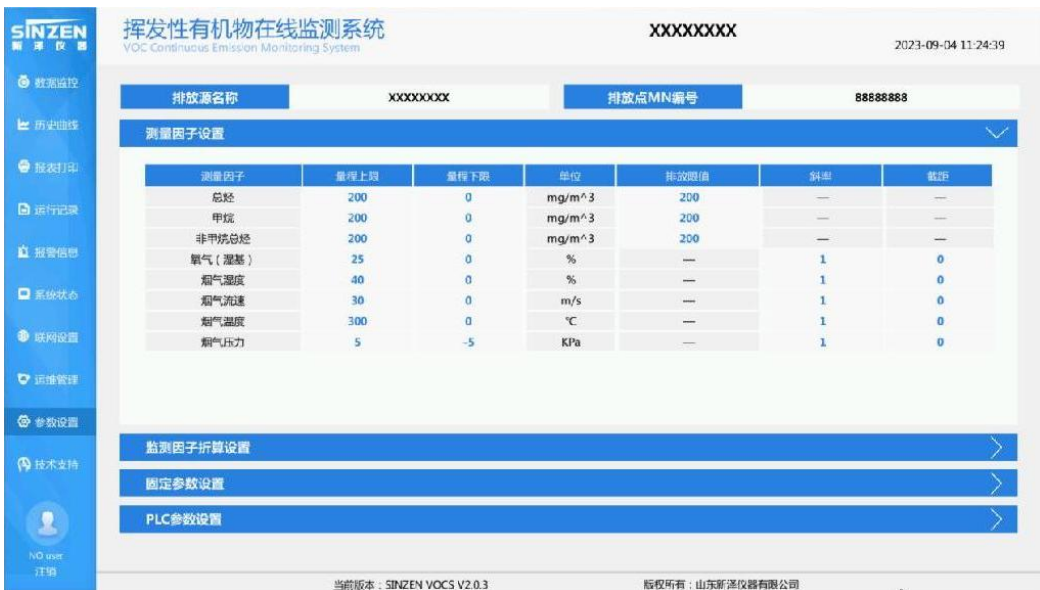 SINZEN
新泽仪器
挥发性有机物在线监测系统
VOC Continuous Emission Monitoring System
XXXXXXXX
2023-09-04 11:24:39
数据监控
历史曲线
报表打印
运行记录
报警信息
系统状态
联网设置
运维管理
参数设置
技术支持
NO user
注销
排放源名称 XXXXXXXX 排放点MN编号 88888888
测量因子设置
测量因子 量程上限 量程下限 单位 排放限值 斜率 截距
总烃 200 0 mg/m^3 200 — —
甲烷 200 0 mg/m^3 200 — —
非甲烷总烃 200 0 mg/m^3 200 — —
氧气（湿基） 25 0 % — 1 0
烟气湿度 40 0 % — 1 0
烟气流速 30 0 m/s — 1 0
烟气温度 300 0 ℃ — 1 0
烟气压力 5 -5 KPa — 1 0
监测因子折算设置
固定参数设置
PLC参数设置
当前版本：SINZEN VOCS V2.0.3 版权所有：山东新泽仪器有限公司